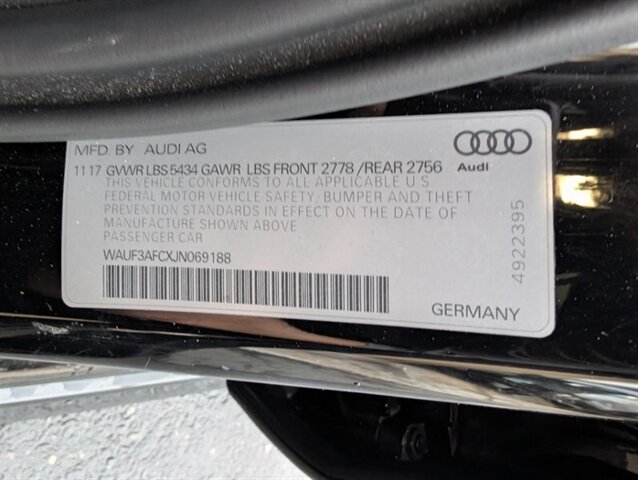 MFD. BY AUDI AG
Audi
11 17 GVWR LBS 5434 GAWR LBS FRONT 2778 /REAR 2756
THIS VEHICLE CONFORMS TO ALL APPLICABLE U S
FEDERAL MOTOR VEHICLE SAFETY, BUMPER AND THEFT
PREVENTION STANDARDS IN EFFECT ON THE DATE OF
MANUFACTURE SHOWN ABOVE
PASSENGER CAR
WAUF3AFCXJN069188
GERMANY
4922395